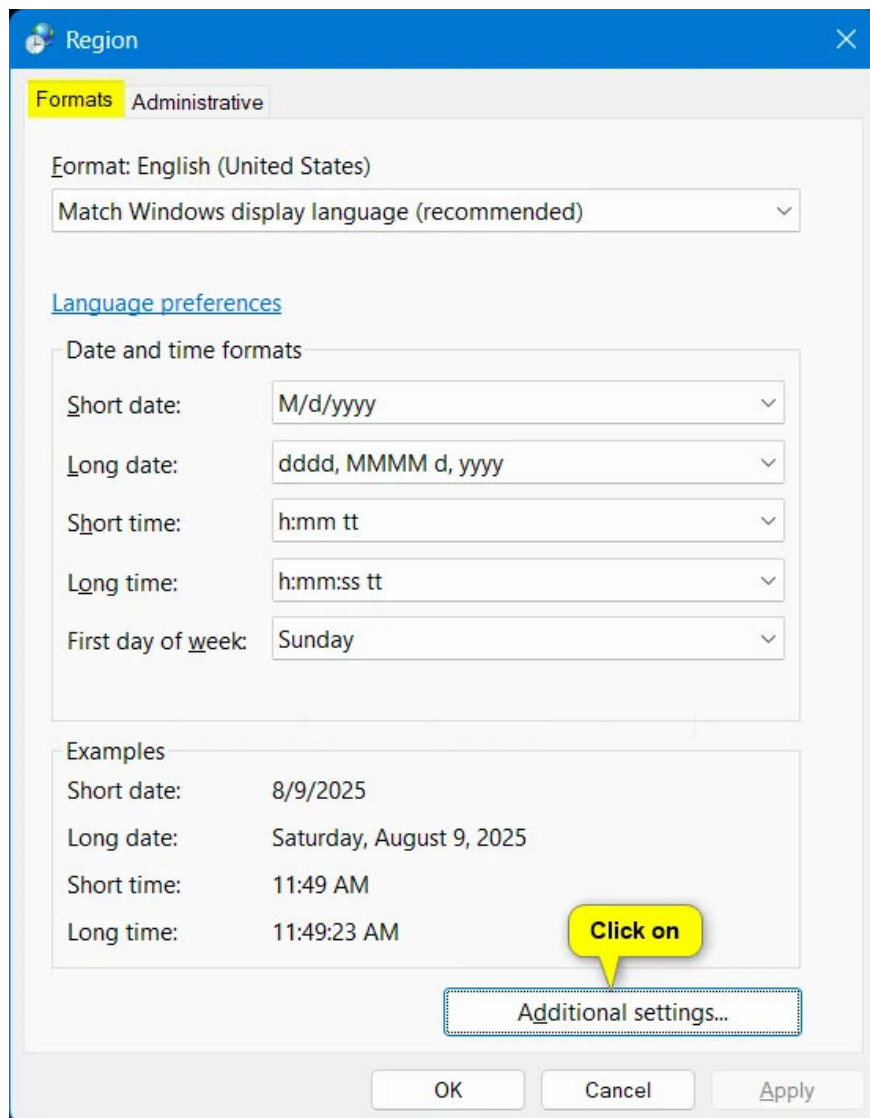 Region
Formats Administrative
Format: English (United States)
Match Windows display language (recommended)
Language preferences
Date and time formats
Short date: M/d/yyyy
Long date: dddd, MMMM d, yyyy
Short time: h:mm tt
Long time: h:mm:ss tt
First day of week: Sunday
Examples
Short date: 8/9/2025
Long date: Saturday, August 9, 2025
Short time: 11:49 AM
Long time: 11:49:23 AM
Click on
Additional settings...
OK Cancel Apply